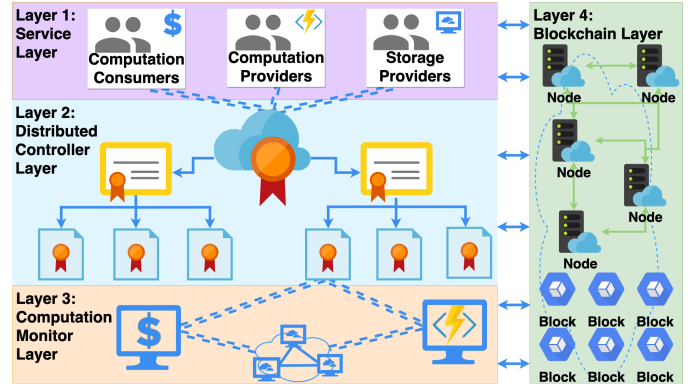 Layer 1:
Service
Layer
Computation
Consumers
Computation
Providers
Storage
Providers
Layer 2:
Distributed
Controller
Layer
Layer 3:
Computation
Monitor
Layer
Layer 4:
Blockchain Layer
Node
Node
Node
Node
Node
Block
Block
Block
Block
Block
Block